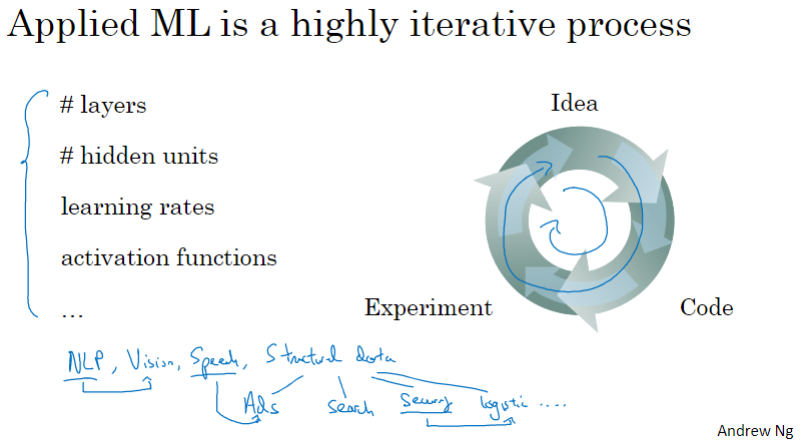 Applied ML is a highly iterative process
# layers
# hidden units
learning rates
activation functions
...
Idea
Experiment
Code
NLP, Vision, Speech, Structural data
Ads search Security logistic ....
Andrew Ng